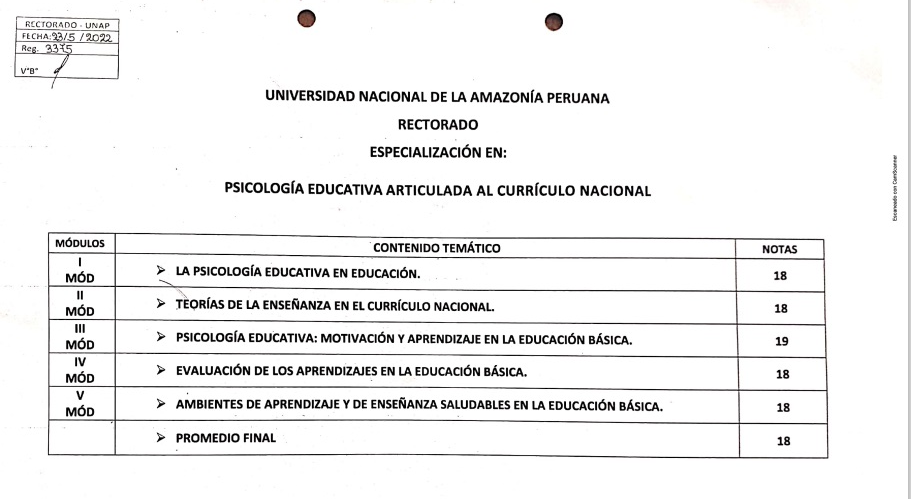 RECTORADO - UNAP
FECHA: 23/5 / 2022
Reg. 3375
V°B°
UNIVERSIDAD NACIONAL DE LA AMAZONÍA PERUANA
RECTORADO
ESPECIALIZACIÓN EN:
PSICOLOGÍA EDUCATIVA ARTICULADA AL CURRÍCULO NACIONAL
MÓDULOS CONTENIDO TEMÁTICO NOTAS
I MÓD ➢ LA PSICOLOGÍA EDUCATIVA EN EDUCACIÓN. 18
II MÓD ➢ TEORÍAS DE LA ENSEÑANZA EN EL CURRÍCULO NACIONAL. 18
III MÓD ➢ PSICOLOGÍA EDUCATIVA: MOTIVACIÓN Y APRENDIZAJE EN LA EDUCACIÓN BÁSICA. 19
IV MÓD ➢ EVALUACIÓN DE LOS APRENDIZAJES EN LA EDUCACIÓN BÁSICA. 18
V MÓD ➢ AMBIENTES DE APRENDIZAJE Y DE ENSEÑANZA SALUDABLES EN LA EDUCACIÓN BÁSICA. 18
➢ PROMEDIO FINAL 18
Escaneado con CamScanner